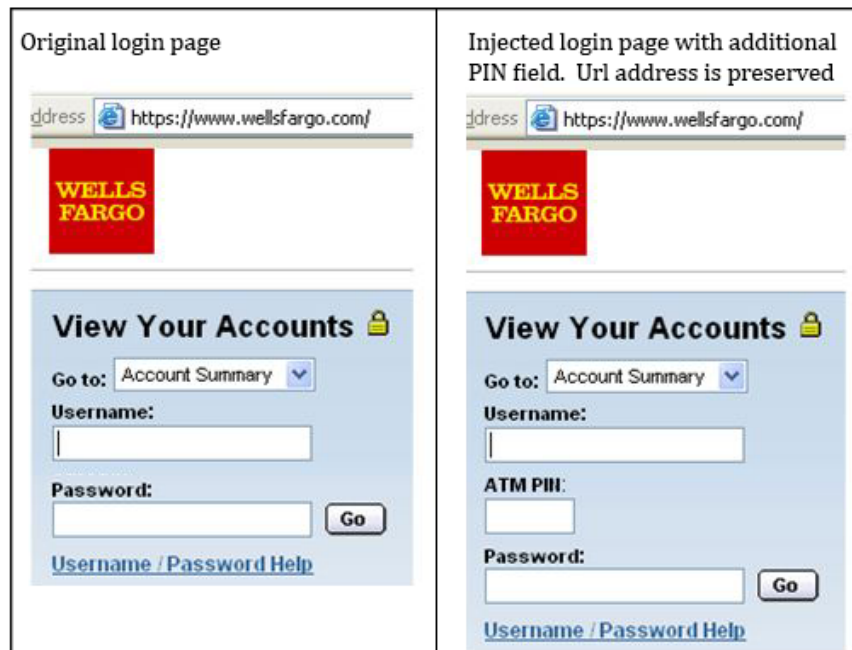 Original login page
ddress https://www.wellsfargo.com/
WELLS
FARGO
View Your Accounts
Go to: Account Summary
Username:
Password:
Go
Username / Password Help
Injected login page with additional
PIN field. Url address is preserved
ddress https://www.wellsfargo.com/
WELLS
FARGO
View Your Accounts
Go to: Account Summary
Username:
ATM PIN:
Password:
Go
Username / Password Help